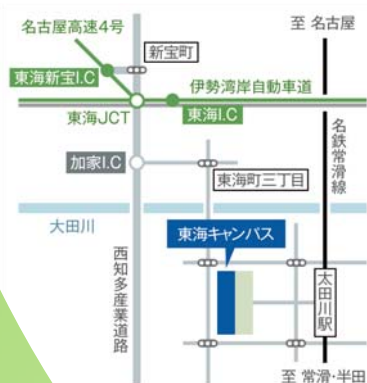 名古屋高速4号
至 名古屋
新宝町
東海新宝I.C
伊勢湾岸自動車道
東海JCT
東海I.C
加家I.C
名鉄常滑線
東海町三丁目
大田川
東海キャンパス
西知多産業道路
太田川駅
至 常滑・半田